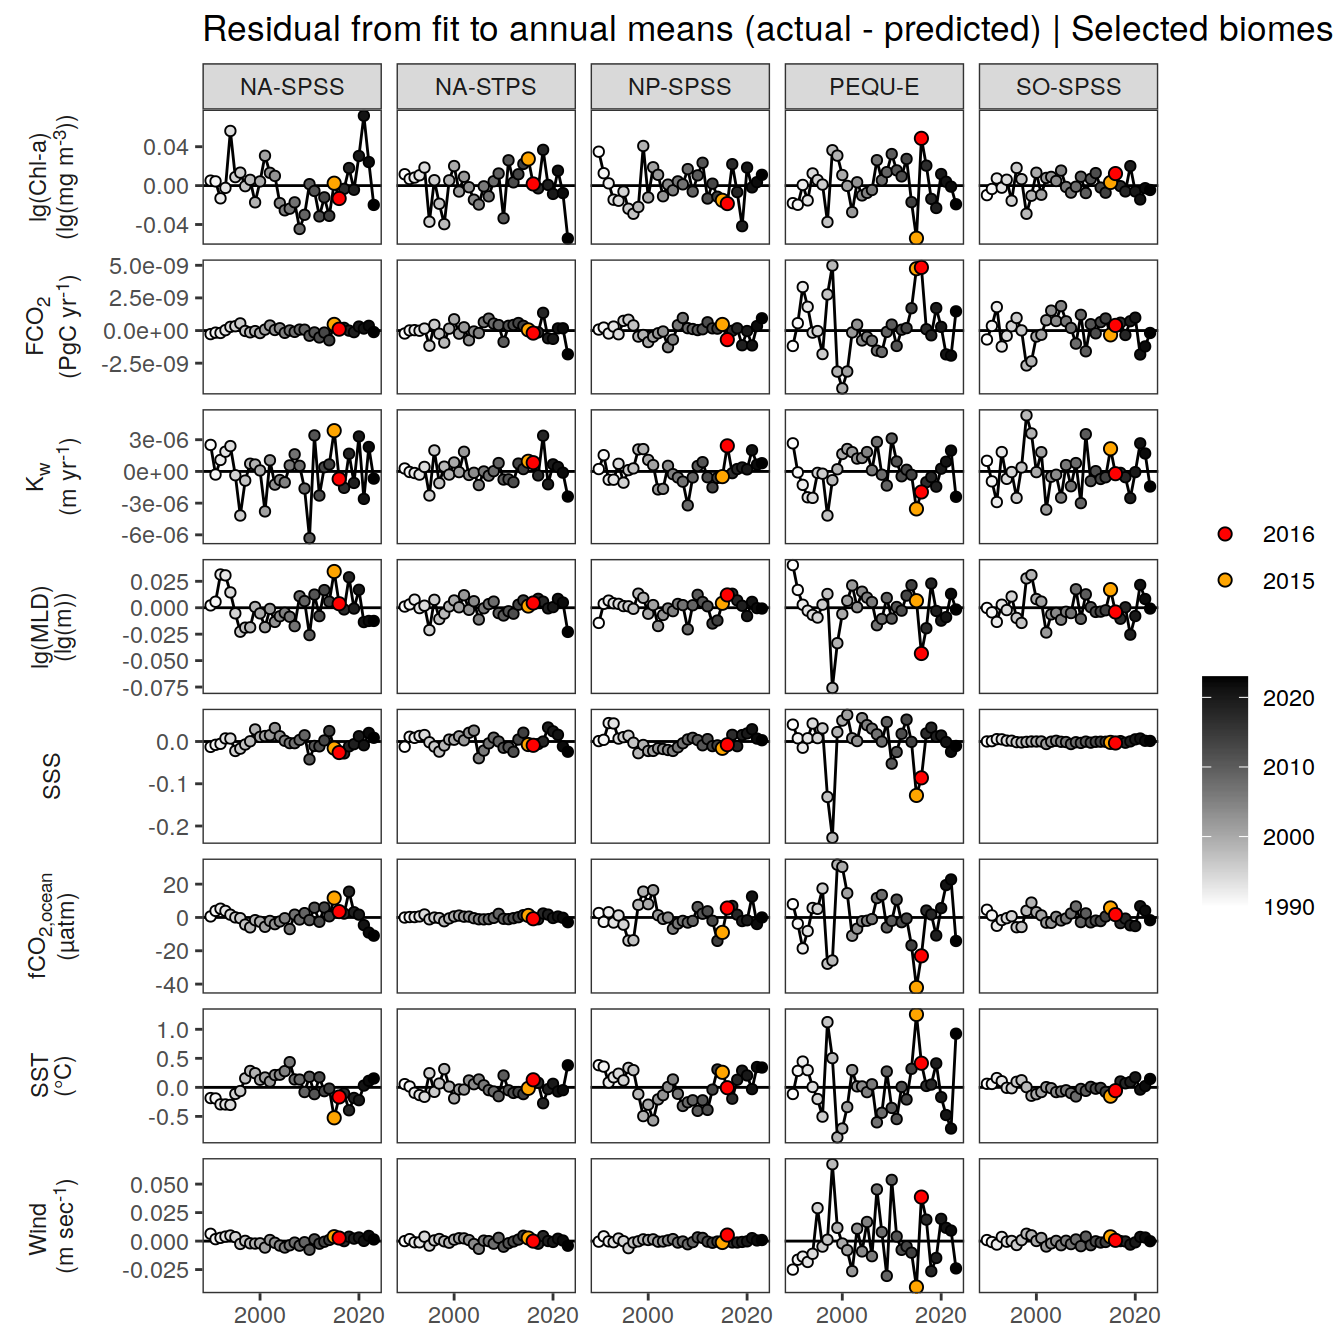 Residual from fit to annual means (actual - predicted) | Selected biomes
NA-SPSS NA-STPS NP-SPSS PEQU-E SO-SPSS
lg(Chl-a)
(lg(mg m⁻³))
0.04
0.00
-0.04
FCO₂
(PgC yr⁻¹)
5.0e-09
2.5e-09
0.0e+00
-2.5e-09
K_w
(m yr⁻¹)
3e-06
0e+00
-3e-06
-6e-06
lg(MLD)
(lg(m))
0.025
0.000
-0.025
-0.050
-0.075
SSS
0.0
-0.1
-0.2
fCO₂,ocean
(µatm)
20
0
-20
-40
SST
(°C)
1.0
0.5
0.0
-0.5
Wind
(m sec⁻¹)
0.050
0.025
0.000
-0.025
2000 2020 2000 2020 2000 2020 2000 2020 2000 2020
2016
2015
2020
2010
2000
1990